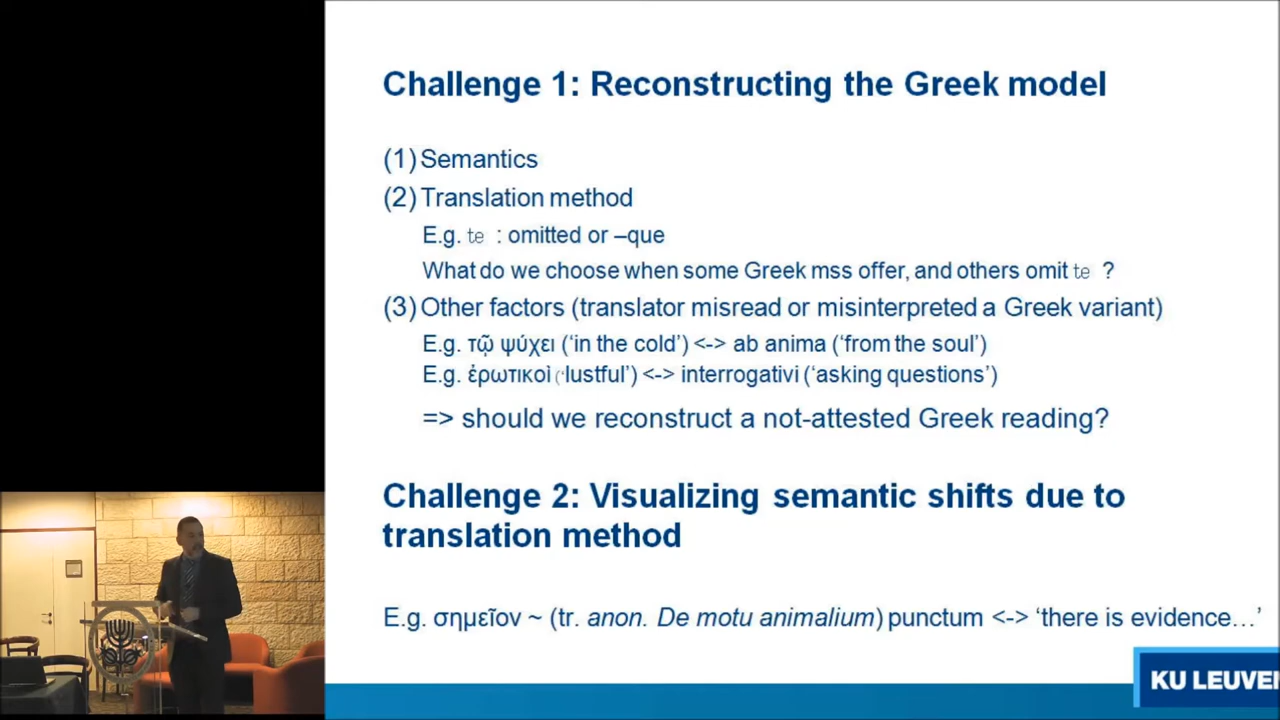 Challenge 1: Reconstructing the Greek model
(1) Semantics
(2) Translation method
E.g. te : omitted or –que
What do we choose when some Greek mss offer, and others omit te ?
(3) Other factors (translator misread or misinterpreted a Greek variant)
E.g. τῷ ψύχει (‘in the cold’) <-> ab anima (‘from the soul’)
E.g. ἐρωτικοὶ (‘lustful’) <-> interrogativi (‘asking questions’)
=> should we reconstruct a not-attested Greek reading?
Challenge 2: Visualizing semantic shifts due to
translation method
E.g. σημεῖον ~ (tr. anon. De motu animalium) punctum <-> ‘there is evidence…’
KU LEUVEN